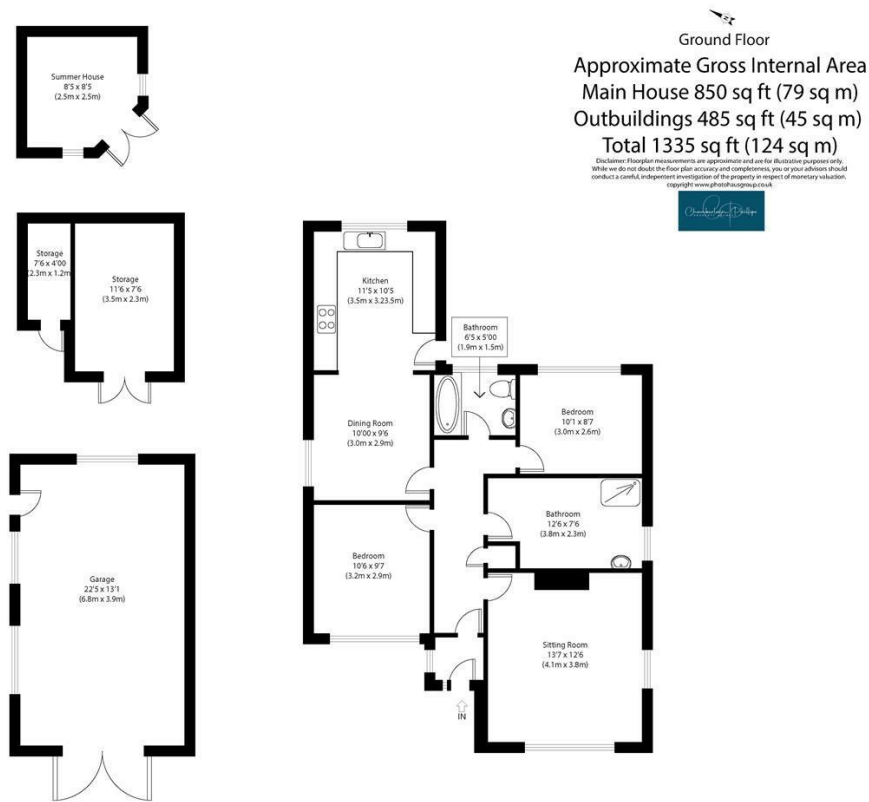 Ground Floor
Approximate Gross Internal Area
Main House 850 sq ft (79 sq m)
Outbuildings 485 sq ft (45 sq m)
Total 1335 sq ft (124 sq m)
Disclaimer: Floorplan measurements are approximate and are for illustrative purposes only.
While we do not doubt the floor plan accuracy and completeness, you or your advisors should
conduct a careful, independent investigation of the property in respect of monetary valuation.
copyright www.photohausgroup.co.uk
Chamberlain Phillips
Summer House
8'5 x 8'5
(2.5m x 2.5m)
Storage
7'6 x 4'00
(2.3m x 1.2m
Storage
11'6 x 7'6
(3.5m x 2.3m)
Kitchen
11'5 x 10'5
(3.5m x 3.23.5m)
Bathroom
6'5 x 5'00
(1.9m x 1.5m)
Dining Room
10'00 x 9'6
(3.0m x 2.9m)
Bedroom
10'1 x 8'7
(3.0m x 2.6m)
Bathroom
12'6 x 7'6
(3.8m x 2.3m)
Bedroom
10'6 x 9'7
(3.2m x 2.9m)
Garage
22'5 x 13'1
(6.8m x 3.9m)
Sitting Room
13'7 x 12'6
(4.1m x 3.8m)
IN